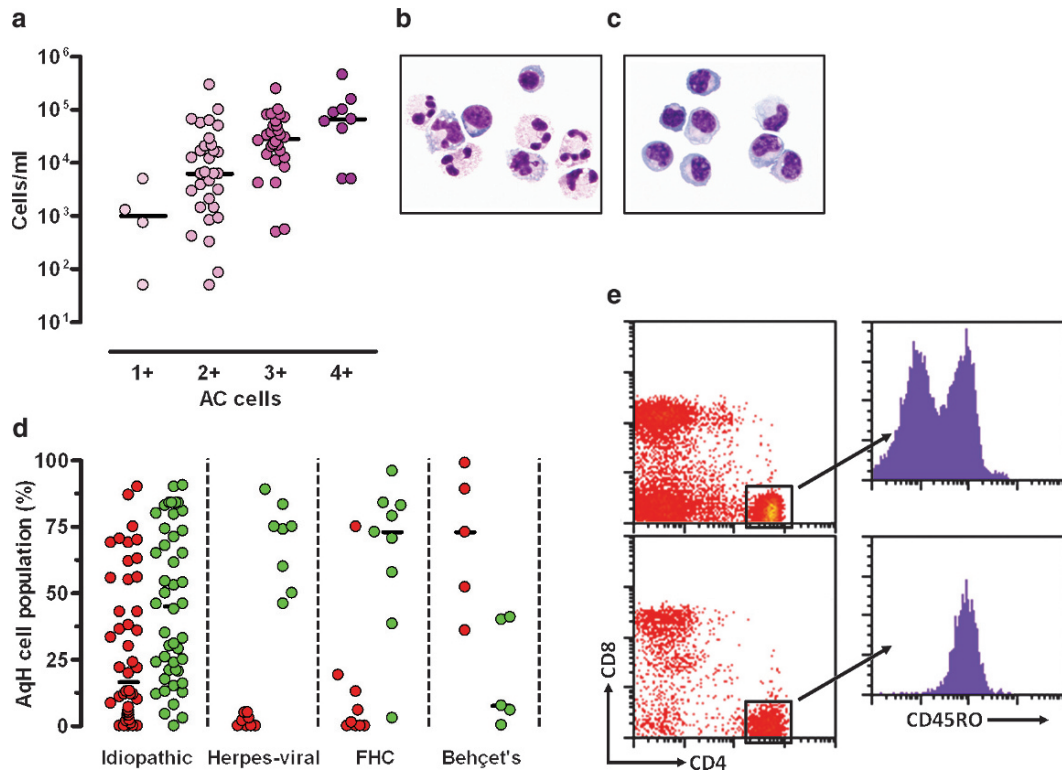 a
10^6
10^5
10^4
10^3
10^2
10^1
Cells/ml
1+ 2+ 3+ 4+
AC cells
b
c
d
100
75
50
25
0
AqH cell population (%)
Idiopathic Herpes-viral FHC Behçet's
e
CD8
CD4
CD45RO